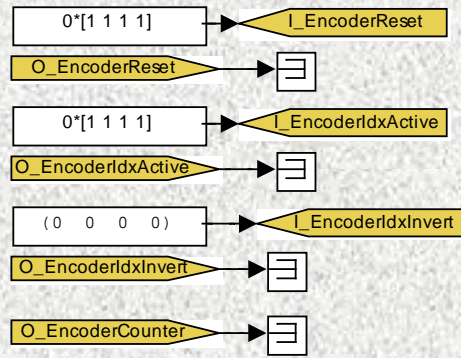 0*[1 1 1 1] I_EncoderReset
O_EncoderReset
0*[1 1 1 1] I_EncoderIdxActive
O_EncoderIdxActive
(0 0 0 0) I_EncoderIdxInvert
O_EncoderIdxInvert
O_EncoderCounter